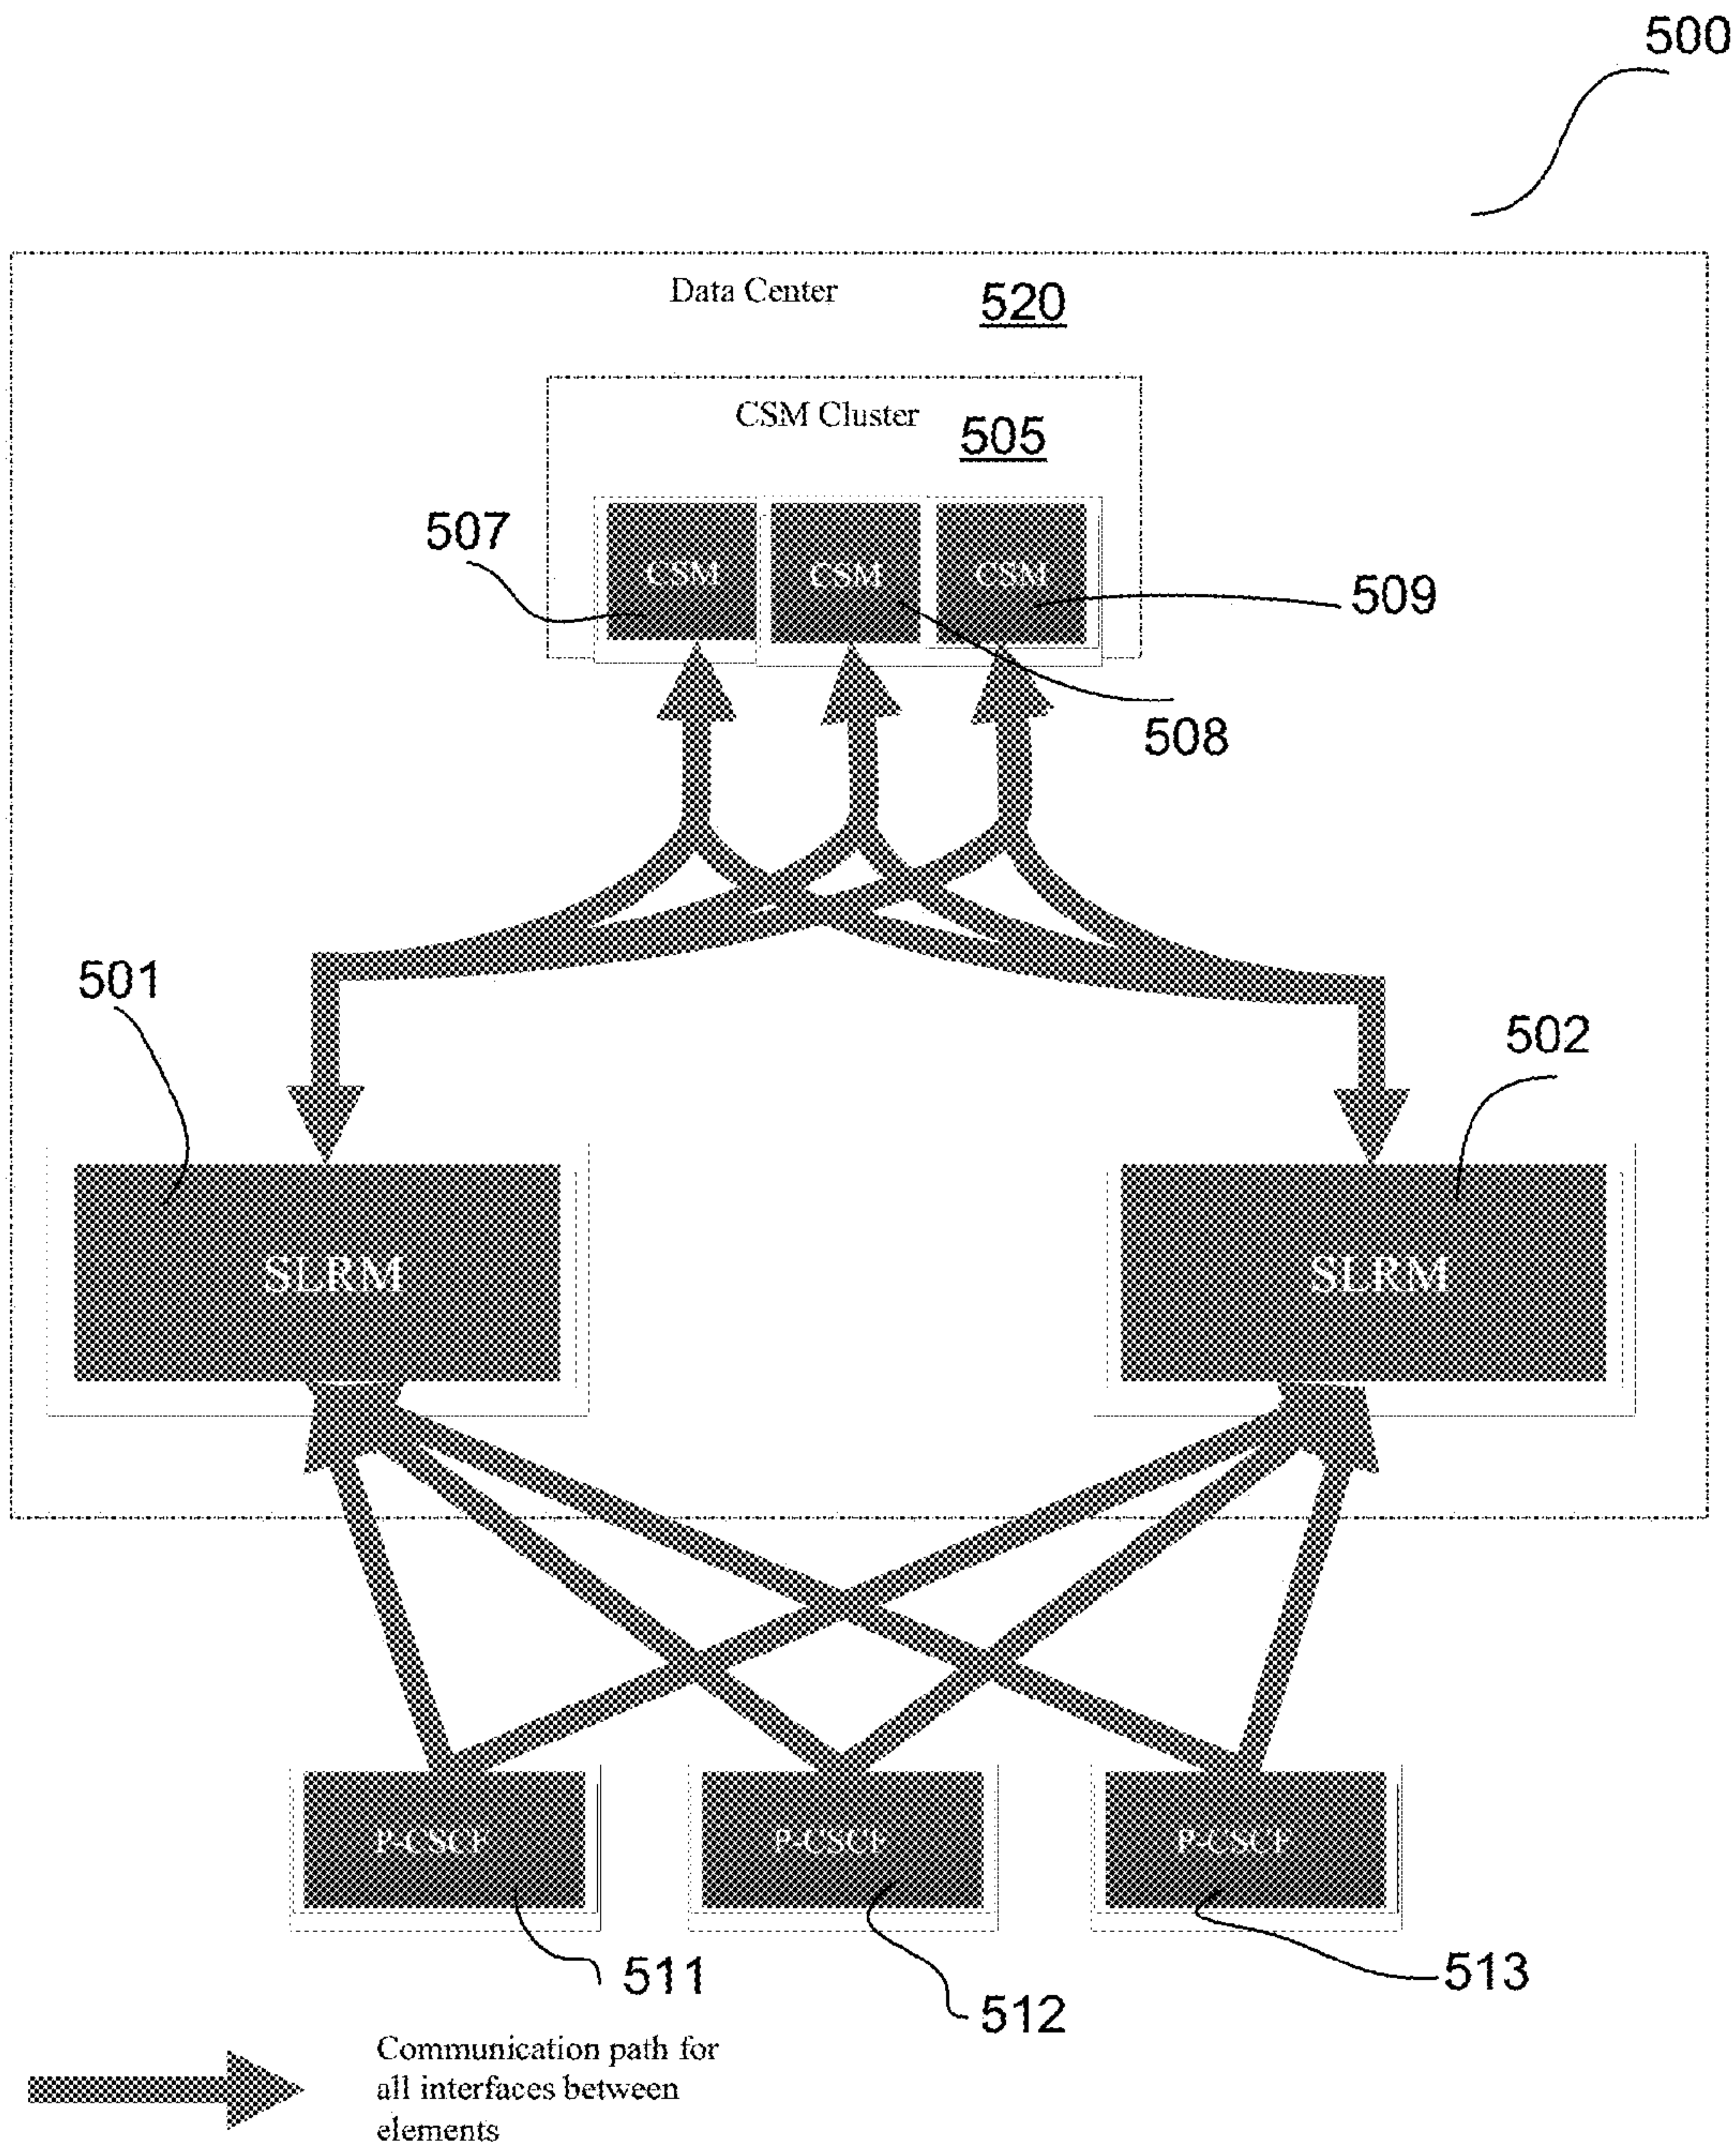 500
Data Center 520
CSM Cluster 505
507
CSM CSM CSM
509
508
501
502
SLRM SLRM
P-CSCF P-CSCF P-CSCF
511
512
513
Communication path for
all interfaces between
elements